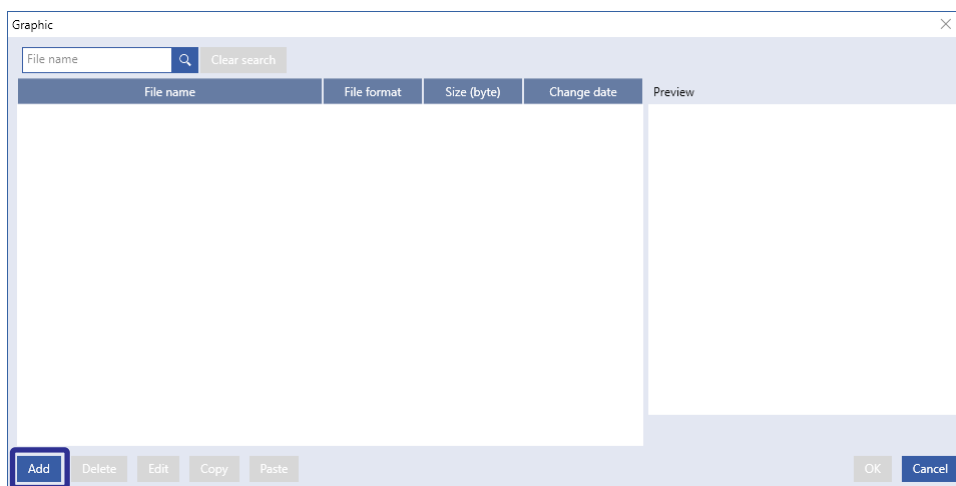 Graphic
File name
Clear search
File name File format Size (byte) Change date Preview
Add Delete Edit Copy Paste OK Cancel